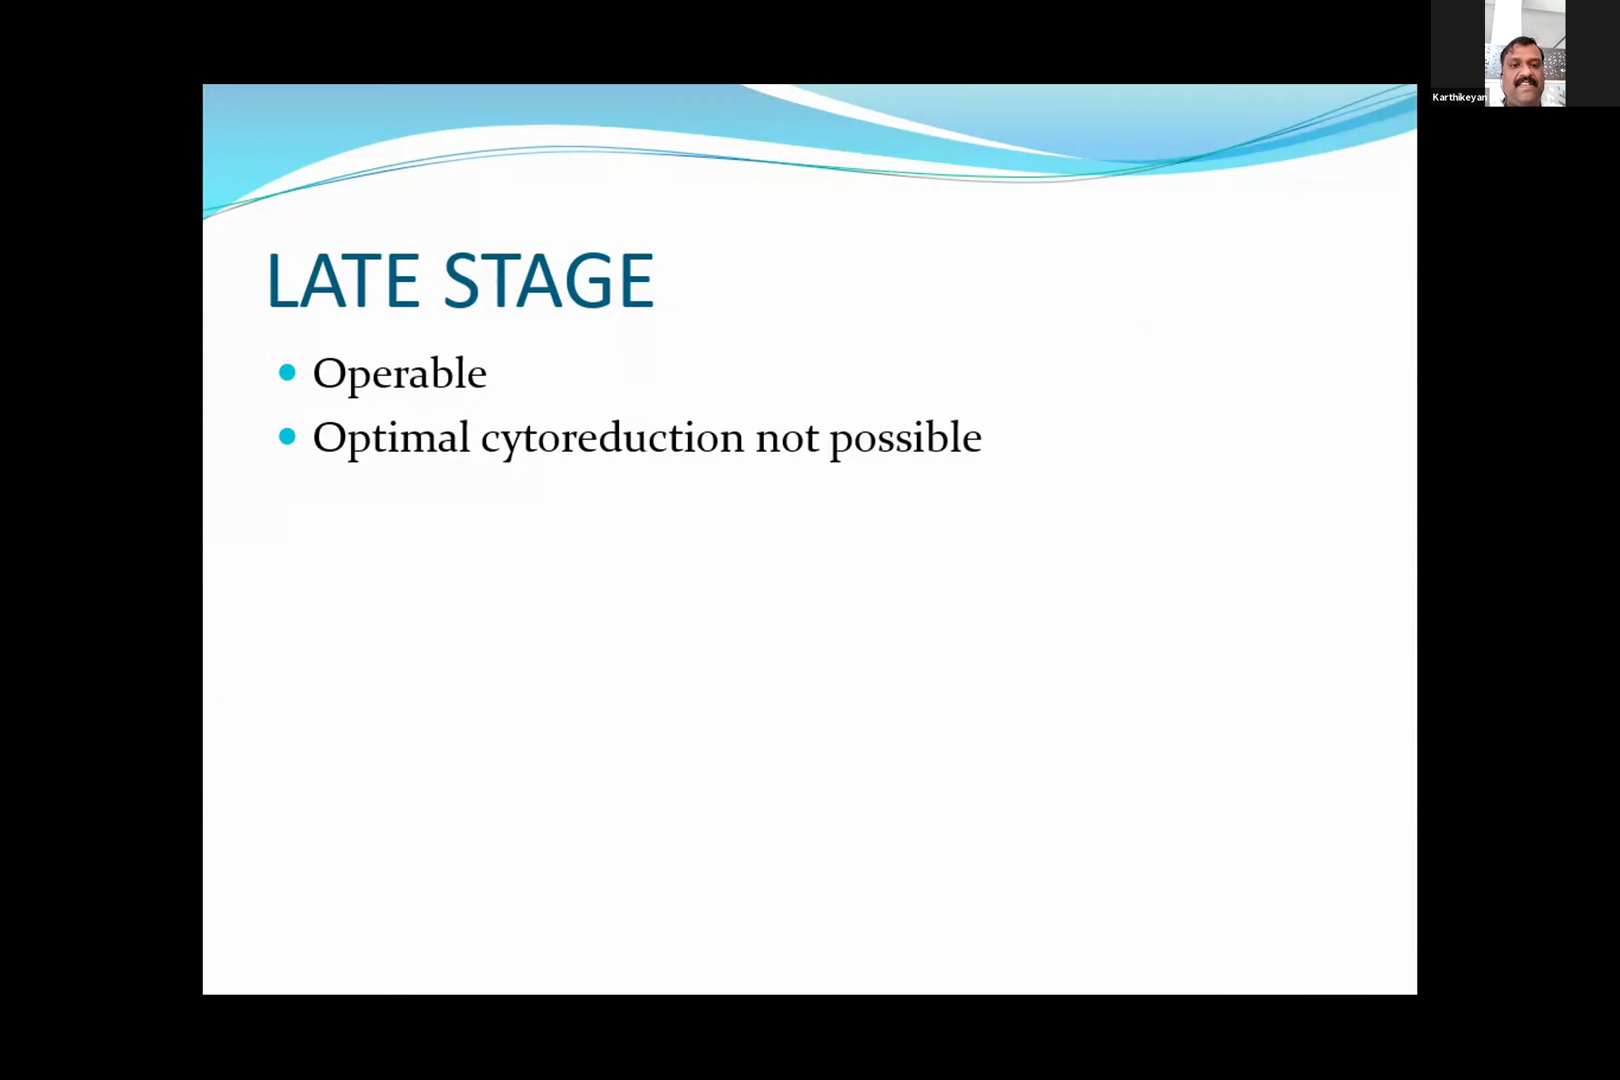 Karthikeyan
LATE STAGE
Operable
Optimal cytoreduction not possible